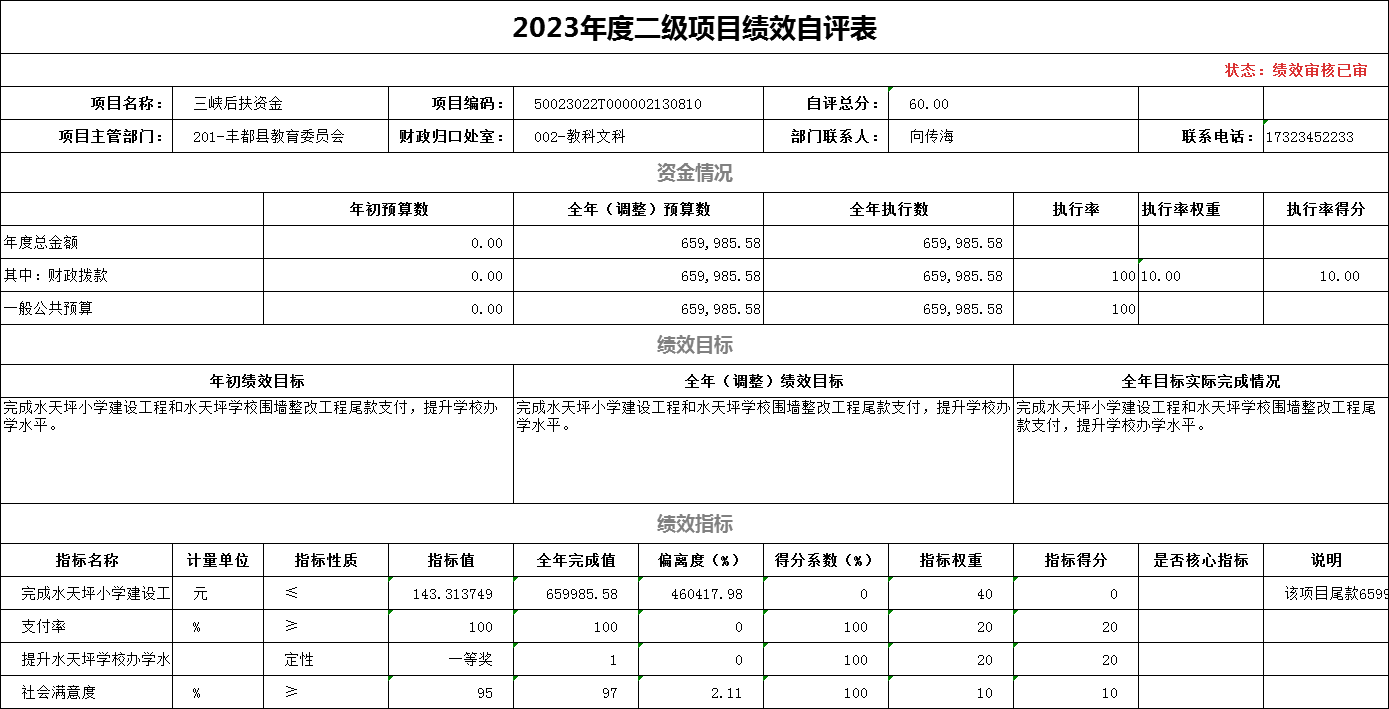 2023年度二级项目绩效自评表
状态：绩效审核已审
项目名称： 三峡后扶资金 项目编码： 50023022T000002130810 自评总分： 60.00
项目主管部门： 201-丰都县教育委员会 财政归口处室： 002-教科文科 部门联系人： 向传海 联系电话： 17323452233
资金情况
年初预算数 全年（调整）预算数 全年执行数 执行率 执行率权重 执行率得分
年度总金额 0.00 659,985.58 659,985.58
其中：财政拨款 0.00 659,985.58 659,985.58 100 10.00 10.00
一般公共预算 0.00 659,985.58 659,985.58 100
绩效目标
年初绩效目标 全年（调整）绩效目标 全年目标实际完成情况
完成水天坪小学建设工程和水天坪学校围墙整改工程尾款支付，提升学校办
学水平。
完成水天坪小学建设工程和水天坪学校围墙整改工程尾款支付，提升学校办
学水平。
完成水天坪小学建设工程和水天坪学校围墙整改工程尾
款支付，提升学校办学水平。
绩效指标
指标名称 计量单位 指标性质 指标值 全年完成值 偏离度（%） 得分系数（%） 指标权重 指标得分 是否核心指标 说明
完成水天坪小学建设工 元 ≤ 143.313749 659985.58 460417.98 0 40 0 该项目尾款6599
支付率 % ≥ 100 100 0 100 20 20
提升水天坪学校办学水 定性 一等奖 1 0 100 20 20
社会满意度 % ≥ 95 97 2.11 100 10 10